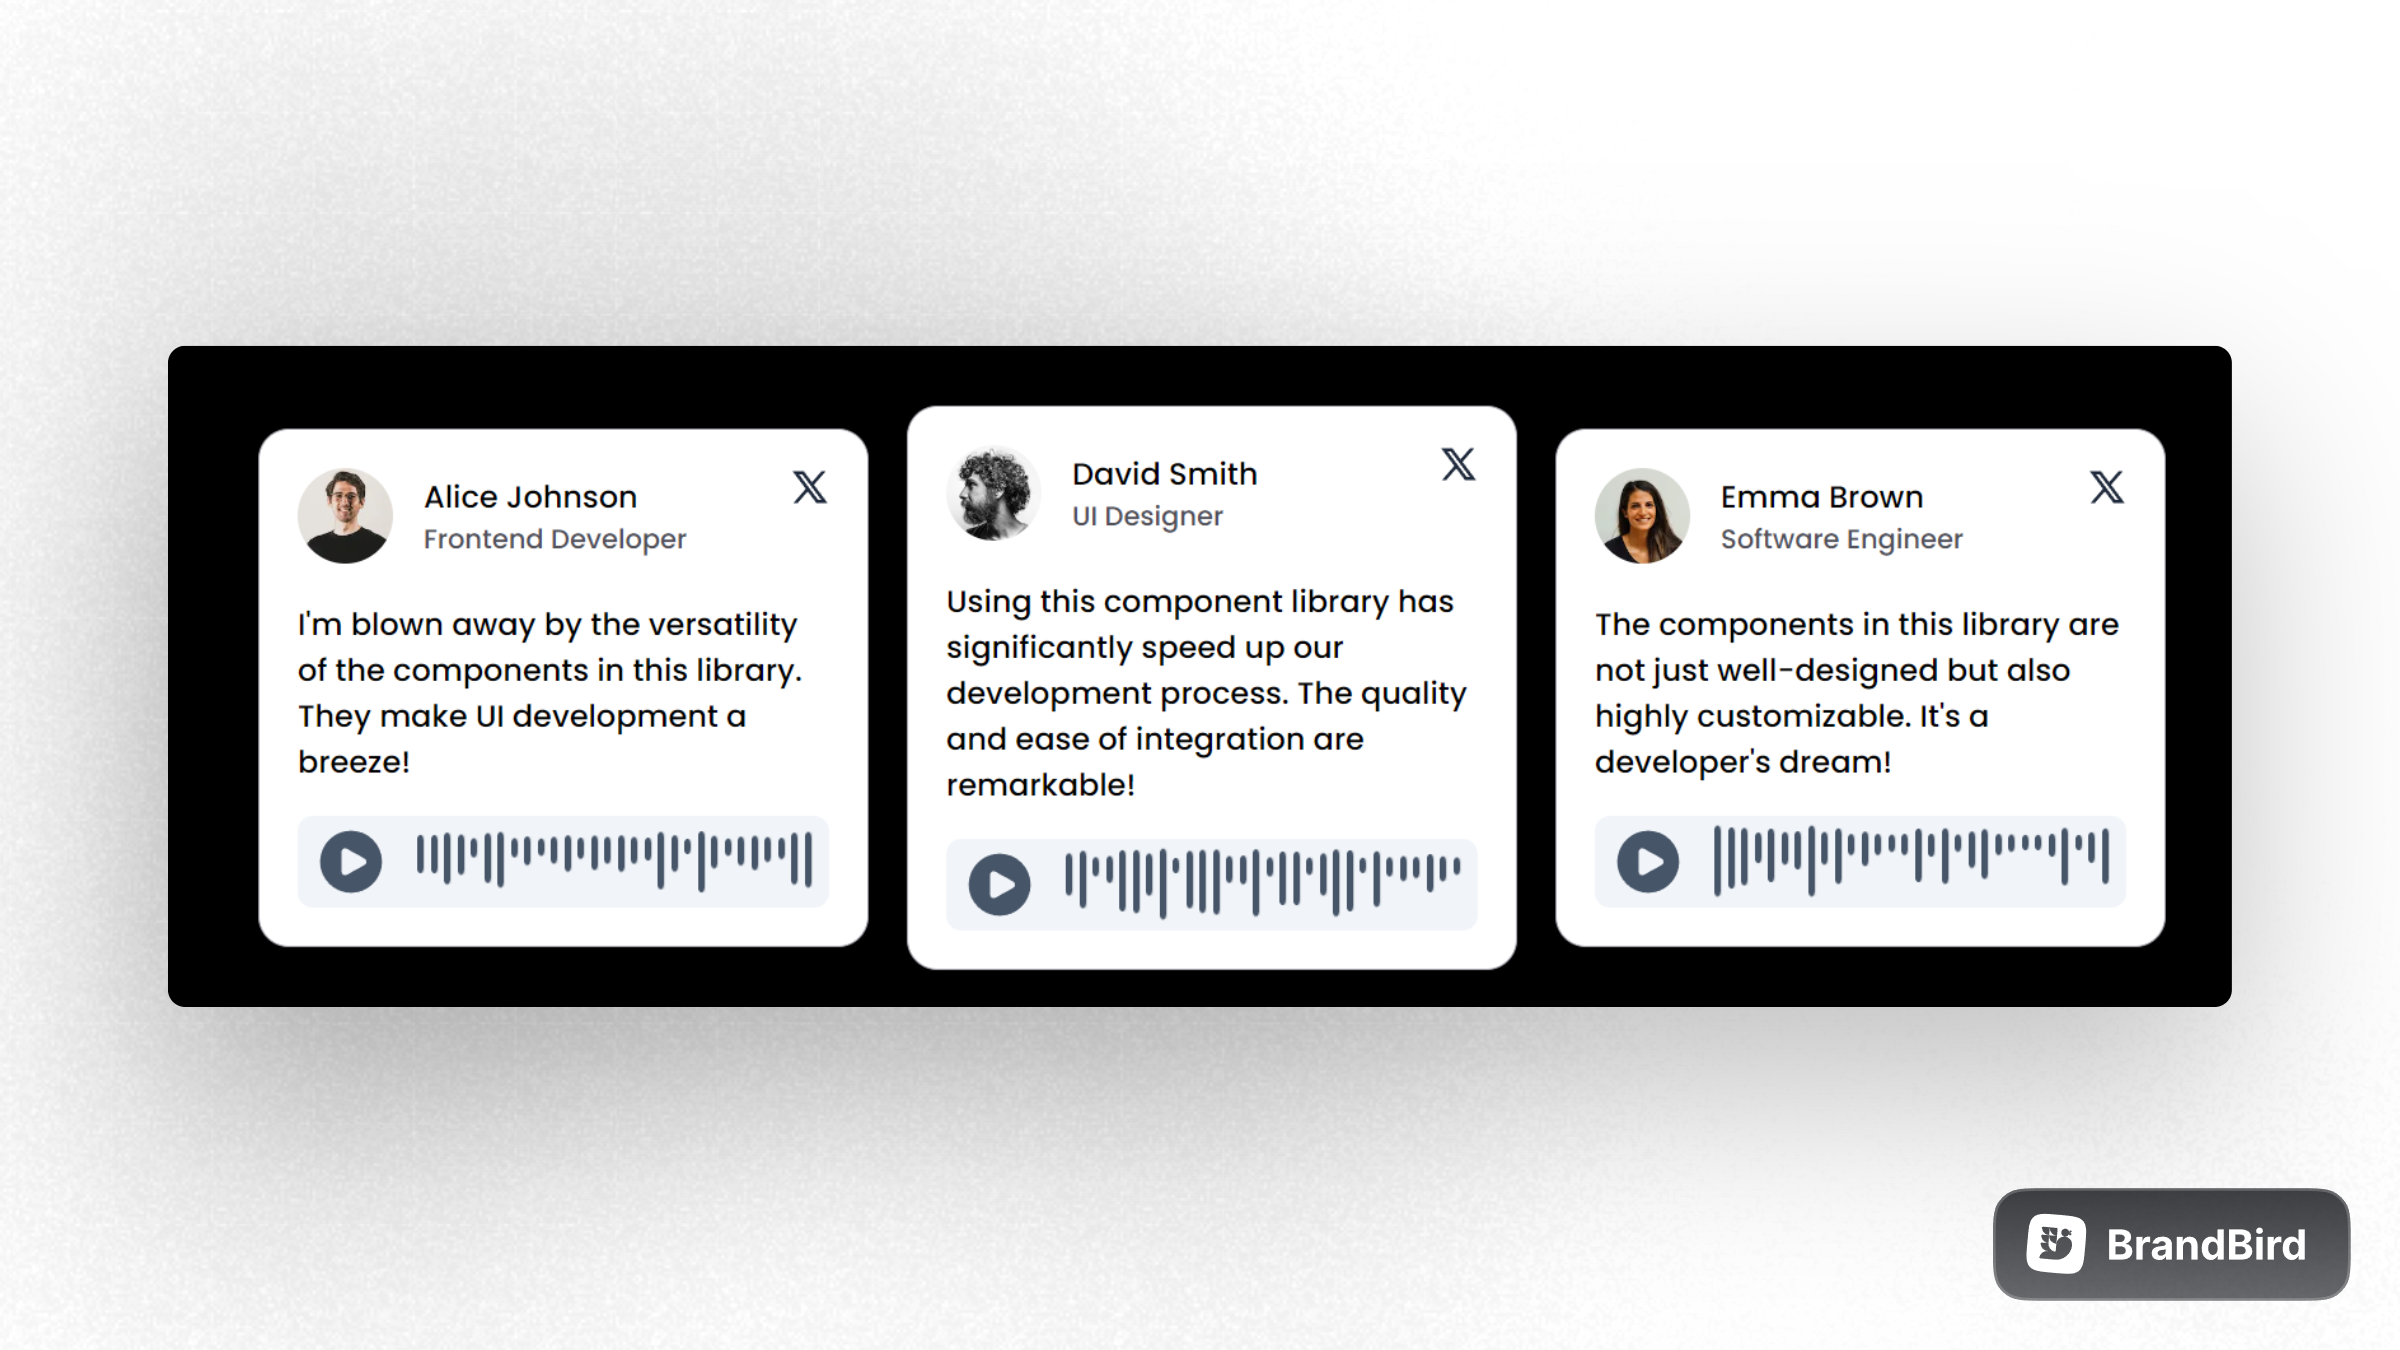 Alice Johnson
Frontend Developer
I'm blown away by the versatility
of the components in this library.
They make UI development a
breeze!
David Smith
UI Designer
Using this component library has
significantly speed up our
development process. The quality
and ease of integration are
remarkable!
Emma Brown
Software Engineer
The components in this library are
not just well-designed but also
highly customizable. It's a
developer's dream!
BrandBird